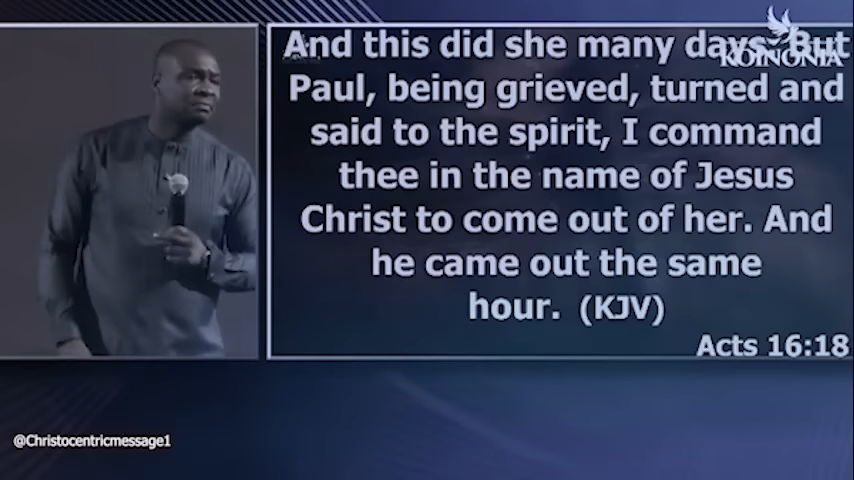 And this did she many days. But
KOINONIA
Paul, being grieved, turned and
said to the spirit, I command
thee in the name of Jesus
Christ to come out of her. And
he came out the same
hour. (KJV)
Acts 16:18
@Christocentricmessage1